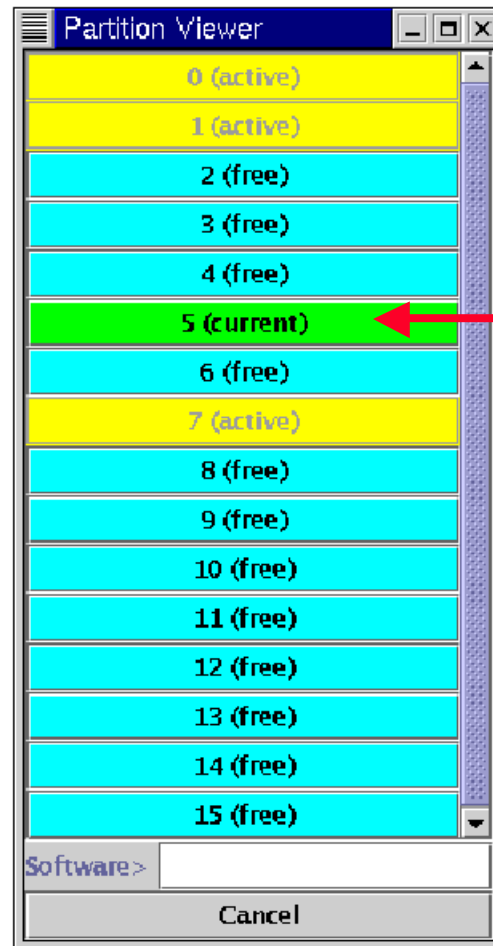 Partition Viewer
0 (active)
1 (active)
2 (free)
3 (free)
4 (free)
5 (current)
6 (free)
7 (active)
8 (free)
9 (free)
10 (free)
11 (free)
12 (free)
13 (free)
14 (free)
15 (free)
Software>
Cancel